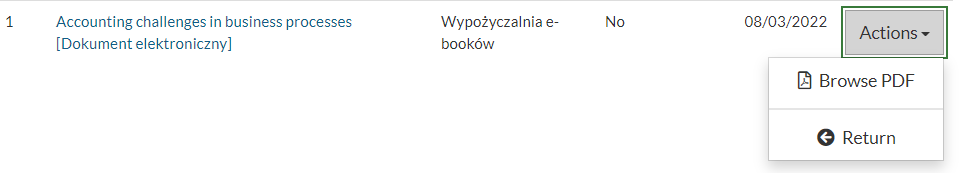 1 Accounting challenges in business processes Wypożyczalnia e- No 08/03/2022 Actions
[Dokument elektroniczny] booków
Browse PDF
Return